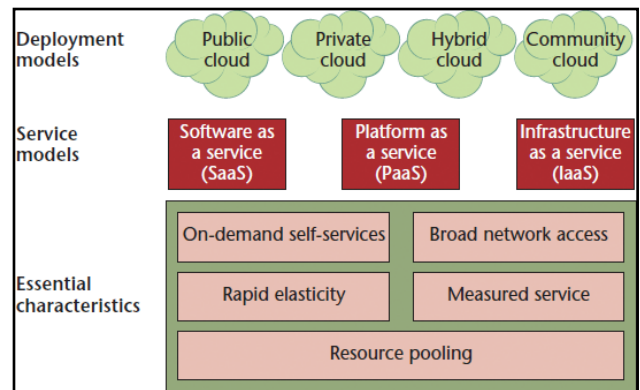 Deployment
models
Public
cloud
Private
cloud
Hybrid
cloud
Community
cloud
Service
models
Software as
a service
(SaaS)
Platform as
a service
(PaaS)
Infrastructure
as a service
(IaaS)
Essential
characteristics
On-demand self-services
Broad network access
Rapid elasticity
Measured service
Resource pooling